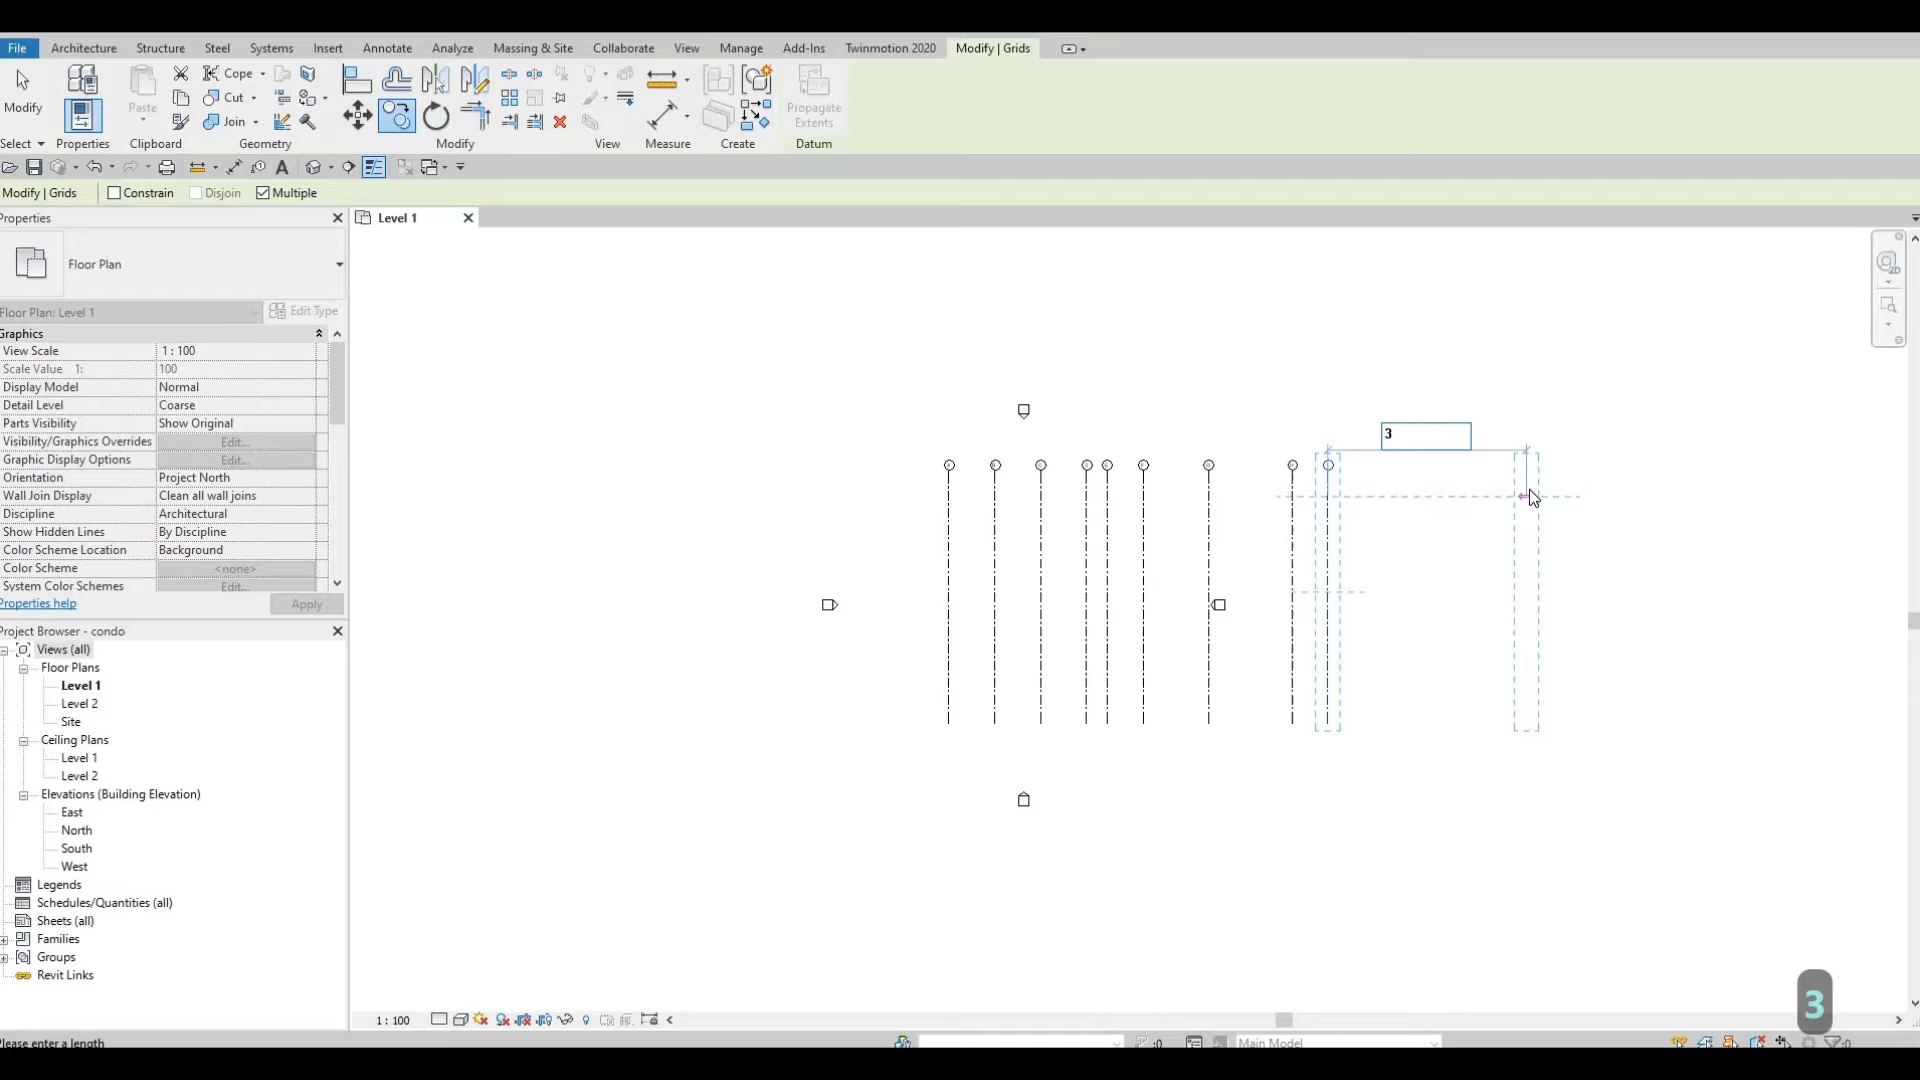 File Architecture Structure Steel Systems Insert Annotate Analyze Massing & Site Collaborate View Manage Add-Ins Twinmotion 2020 Modify | Grids
Modify
Paste
Cope
Cut
Join
Propagate
Extents
Select Properties Clipboard Geometry Modify View Measure Create Datum
Modify | Grids Constrain Disjoin Multiple
Properties
Level 1
Floor Plan
Floor Plan: Level 1 Edit Type
Graphics
View Scale 1 : 100
Scale Value 1: 100
Display Model Normal
Detail Level Coarse
Parts Visibility Show Original
Visibility/Graphics Overrides Edit...
Graphic Display Options Edit...
Orientation Project North
Wall Join Display Clean all wall joins
Discipline Architectural
Show Hidden Lines By Discipline
Color Scheme Location Background
Color Scheme <none>
System Color Schemes Edit...
Properties help Apply
Project Browser - condo
Views (all)
Floor Plans
Level 1
Level 2
Site
Ceiling Plans
Level 1
Level 2
Elevations (Building Elevation)
East
North
South
West
Legends
Schedules/Quantities (all)
Sheets (all)
Families
Groups
Revit Links
3
2D
3
1 : 100
Please enter a length
:0
Main Model
:0